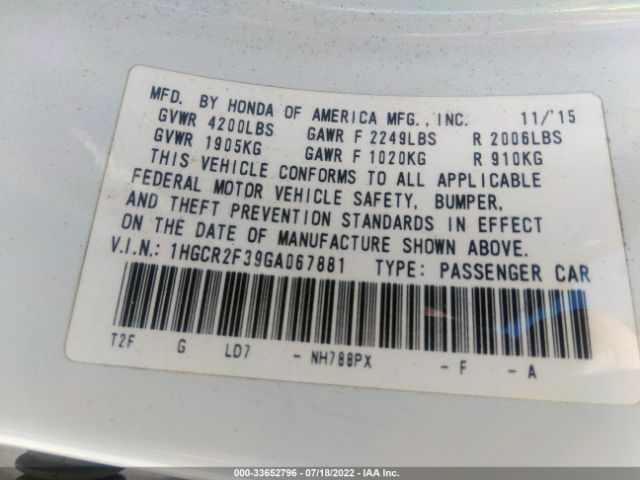 MFD. BY HONDA OF AMERICA MFG., INC. 11/'15
GVWR 4200LBS GAWR F 2249LBS R 2006LBS
GVWR 1905KG GAWR F 1020KG R 910KG
THIS VEHICLE CONFORMS TO ALL APPLICABLE
FEDERAL MOTOR VEHICLE SAFETY, BUMPER,
AND THEFT PREVENTION STANDARDS IN EFFECT
ON THE DATE OF MANUFACTURE SHOWN ABOVE.
V.I.N.: 1HGCR2F39GA067881 TYPE: PASSENGER CAR
T2F G LD7 - NH788PX - F - A
000-33652796 - 07/18/2022 - IAA Inc.